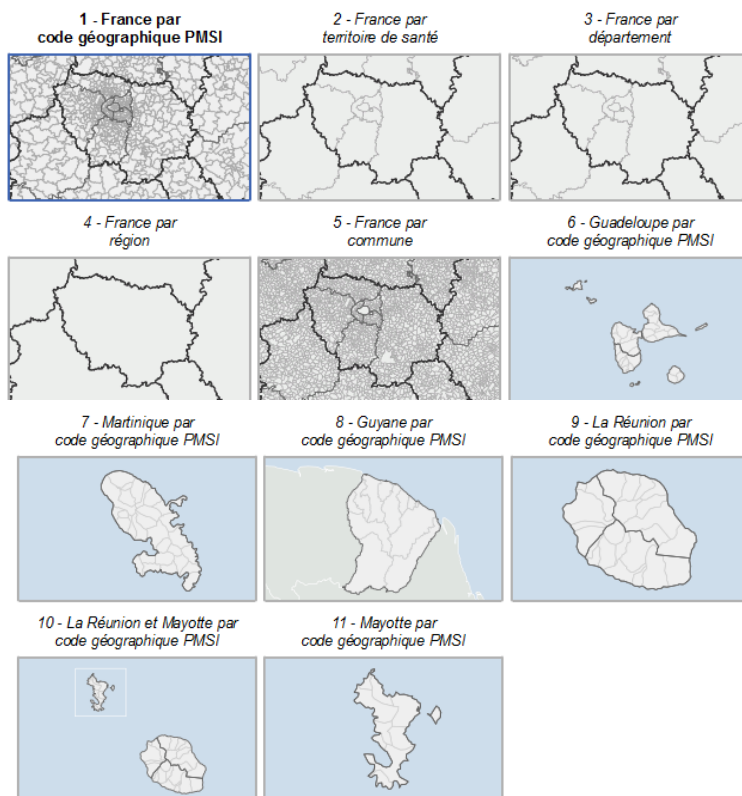 1 - France par
code géographique PMSI
2 - France par
territoire de santé
3 - France par
département
4 - France par
région
5 - France par
commune
6 - Guadeloupe par
code géographique PMSI
7 - Martinique par
code géographique PMSI
8 - Guyane par
code géographique PMSI
9 - La Réunion par
code géographique PMSI
10 - La Réunion et Mayotte par
code géographique PMSI
11 - Mayotte par
code géographique PMSI